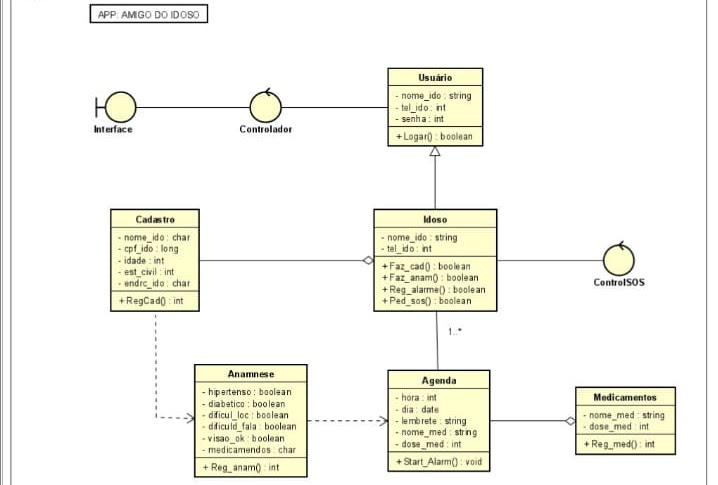 APP: AMIGO DO IDOSO
Usuário
- nome_ido : string
- tel_ido : int
- senha : int
+ Logar() : boolean
Interface
Controlador
Cadastro
- nome_ido : char
- cpf_ido : long
- idade : int
- est_civil : int
- endrc_ido : char
+ RegCad() : int
Idoso
- nome_ido : string
- tel_ido : int
+ Faz_cad() : boolean
+ Faz_anam() : boolean
+ Reg_alarme() : boolean
+ Ped_sos() : boolean
ControlSOS
1..*
Anamnese
- hipertenso : boolean
- diabetico : boolean
- dificul_loc : boolean
- dificuld_fala : boolean
- visao_ok : boolean
- medicamendos : char
+ Reg_anam() : int
Agenda
- hora : int
- dia : date
- lembrete : string
- nome_med : string
- dose_med : int
+ Start_Alarm() : void
Medicamentos
- nome_med : string
- dose_med : int
+ Reg_med() : int